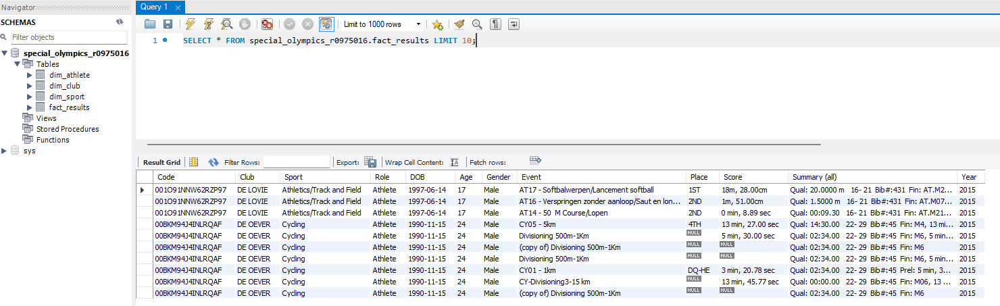 Navigator
SCHEMAS
Filter objects
special_olympics_r0975016
Tables
dim_athlete
dim_club
dim_sport
fact_results
Views
Stored Procedures
Functions
sys
Query 1
Limit to 1000 rows
1 SELECT * FROM special_olympics_r0975016.fact_results LIMIT 10;
Result Grid Filter Rows: Export: Wrap Cell Content: Fetch rows:
Code Club Sport Role DOB Age Gender Event Place Score Summary (all) Year
001O91NNW62RZP97 DE LOVIE Athletics/Track and Field Athlete 1997-06-14 17 Male AT17 - Softbalwerpen/Lancement softball 1ST 18m, 28.00cm Qual: 20.0000 m 16- 21 Bib#:431 Fin: AT.M2... 2015
001O91NNW62RZP97 DE LOVIE Athletics/Track and Field Athlete 1997-06-14 17 Male AT16 - Verspringen zonder aanloop/Saut en lon... 2ND 1m, 51.00cm Qual: 1.5000 m 16- 21 Bib#:431 Fin: AT.M07... 2015
001O91NNW62RZP97 DE LOVIE Athletics/Track and Field Athlete 1997-06-14 17 Male AT14 - 50 M Course/Lopen 2ND 0 min, 8.89 sec Qual: 00:09.30 16- 21 Bib#:431 Fin: AT.M21... 2015
00BKM94J4INLRQAF DE OEVER Cycling Athlete 1990-11-15 24 Male CY05 - 5km 4TH 13 min, 27.00 sec Qual: 14:30.00 22- 29 Bib#:45 Fin: M4, 13 mi... 2015
00BKM94J4INLRQAF DE OEVER Cycling Athlete 1990-11-15 24 Male Divisioning 500m-1Km NULL 5 min, 30.00 sec Qual: 02:34.00 22- 29 Bib#:45 Fin: M6, 5 min... 2015
00BKM94J4INLRQAF DE OEVER Cycling Athlete 1990-11-15 24 Male (copy of) Divisioning 500m-1Km NULL NULL Qual: 02:34.00 22- 29 Bib#:45 Fin: M6 2015
00BKM94J4INLRQAF DE OEVER Cycling Athlete 1990-11-15 24 Male Divisioning 500m-1Km NULL NULL Qual: 02:34.00 22- 29 Bib#:45 Fin: M6, 5 min... 2015
00BKM94J4INLRQAF DE OEVER Cycling Athlete 1990-11-15 24 Male CY01 - 1km DQ-HE 3 min, 20.78 sec Qual: 02:34.00 22- 29 Bib#:45 Prel: 5 min, 3... 2015
00BKM94J4INLRQAF DE OEVER Cycling Athlete 1990-11-15 24 Male CY-Divisioning3-15 km NULL 13 min, 45.77 sec Qual: 00:00.00 22- 29 Bib#:45 Fin: M06, 13 ... 2015
00BKM94J4INLRQAF DE OEVER Cycling Athlete 1990-11-15 24 Male (copy of) Divisioning 500m-1Km NULL NULL Qual: 02:34.00 22- 29 Bib#:45 Fin: M6 2015